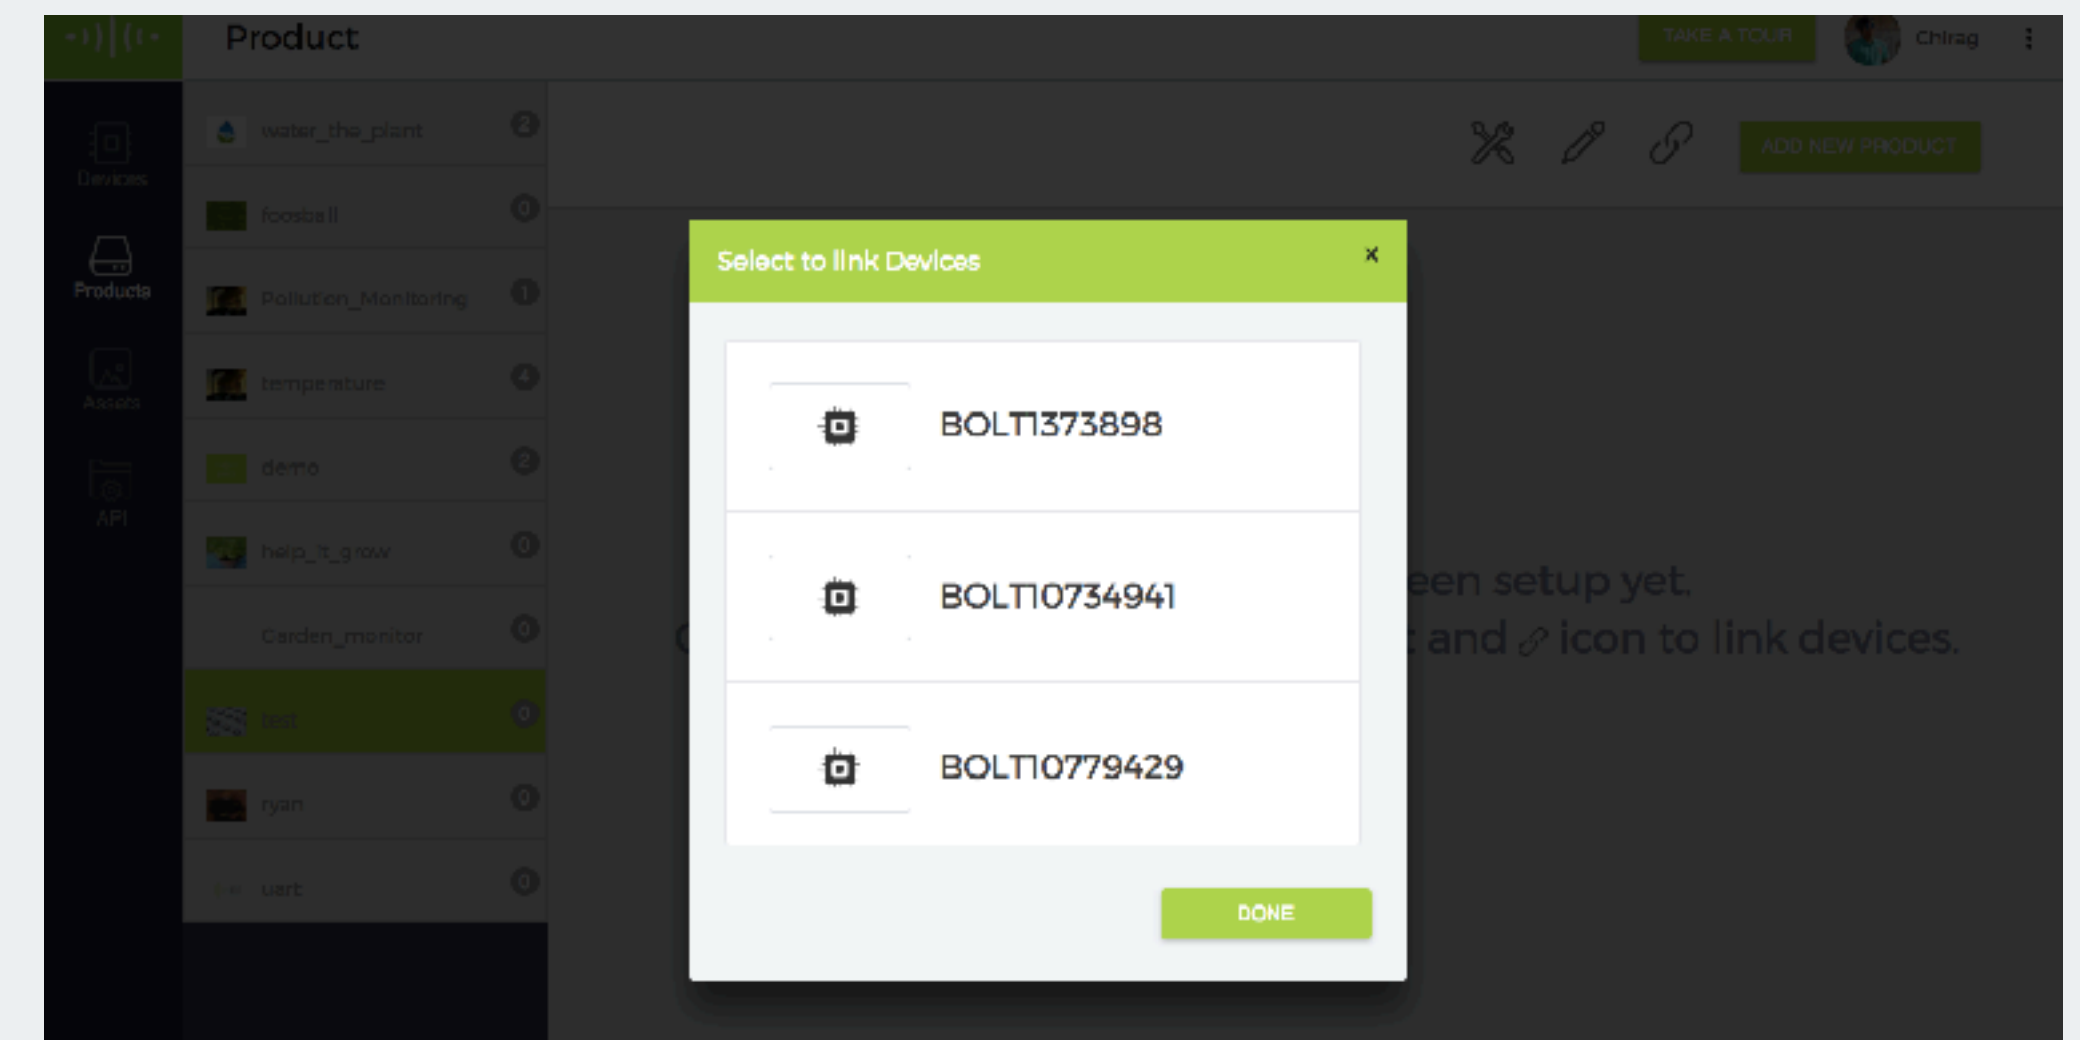 Product
TAKE A TOUR
Chirag
Devices
Products
Assets
API
water_the_plant 2
foosball 0
Pollution_Monitoring 1
temperature 4
demo 2
help_it_grow 0
Garden_monitor 0
test 0
ryan 0
uart 0
ADD NEW PRODUCT
Select to link Devices x
BOLT1373898
BOLT10734941
BOLT10779429
DONE
een setup yet.
and icon to link devices.